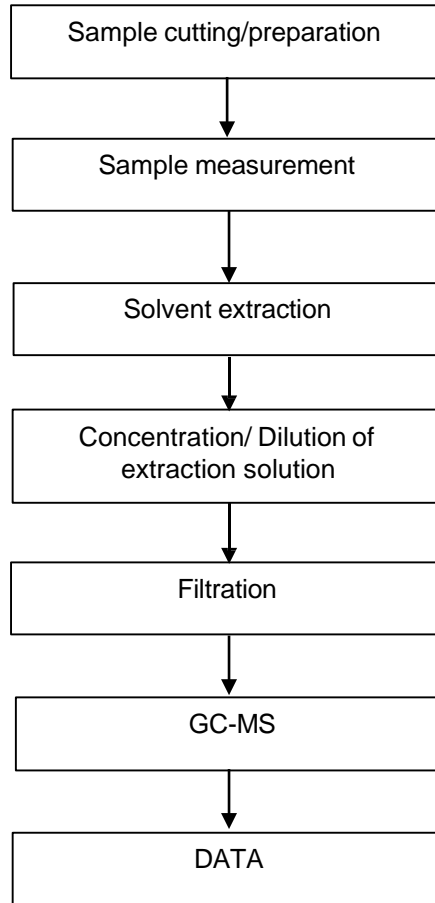 Sample cutting/preparation
Sample measurement
Solvent extraction
Concentration/ Dilution of
extraction solution
Filtration
GC-MS
DATA